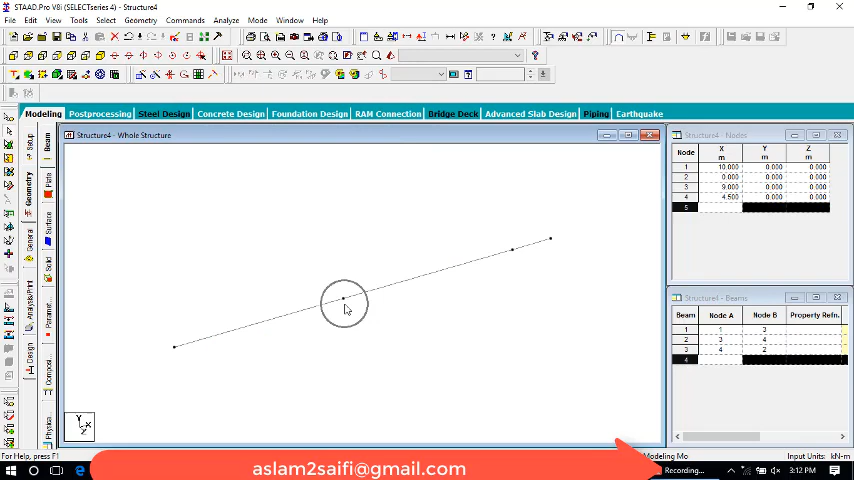 STAAD.Pro V8i (SELECTseries 4) - Structure4
File Edit View Tools Select Geometry Commands Analyze Mode Window Help
Modeling Postprocessing Steel Design Concrete Design Foundation Design RAM Connection Bridge Deck Advanced Slab Design Piping Earthquake
Structure4 - Whole Structure
Setup
Geometry
General
Analysis/Print
Design
Beam
Plate
Surface
Solid
Paramet...
Composi...
Physica...
Y
X
Z
Structure4 - Nodes
Node X m Y m Z m
1 10.000 0.000 0.000
2 0.000 0.000 0.000
3 9.000 0.000 0.000
4 4.500 0.000 0.000
5
Structure4 - Beams
Beam Node A Node B Property Refn.
1 1 3
2 3 4
3 4 2
4
For Help, press F1
Modeling Mo
Input Units: kN-m
aslam2saifi@gmail.com
Recording...
3:12 PM